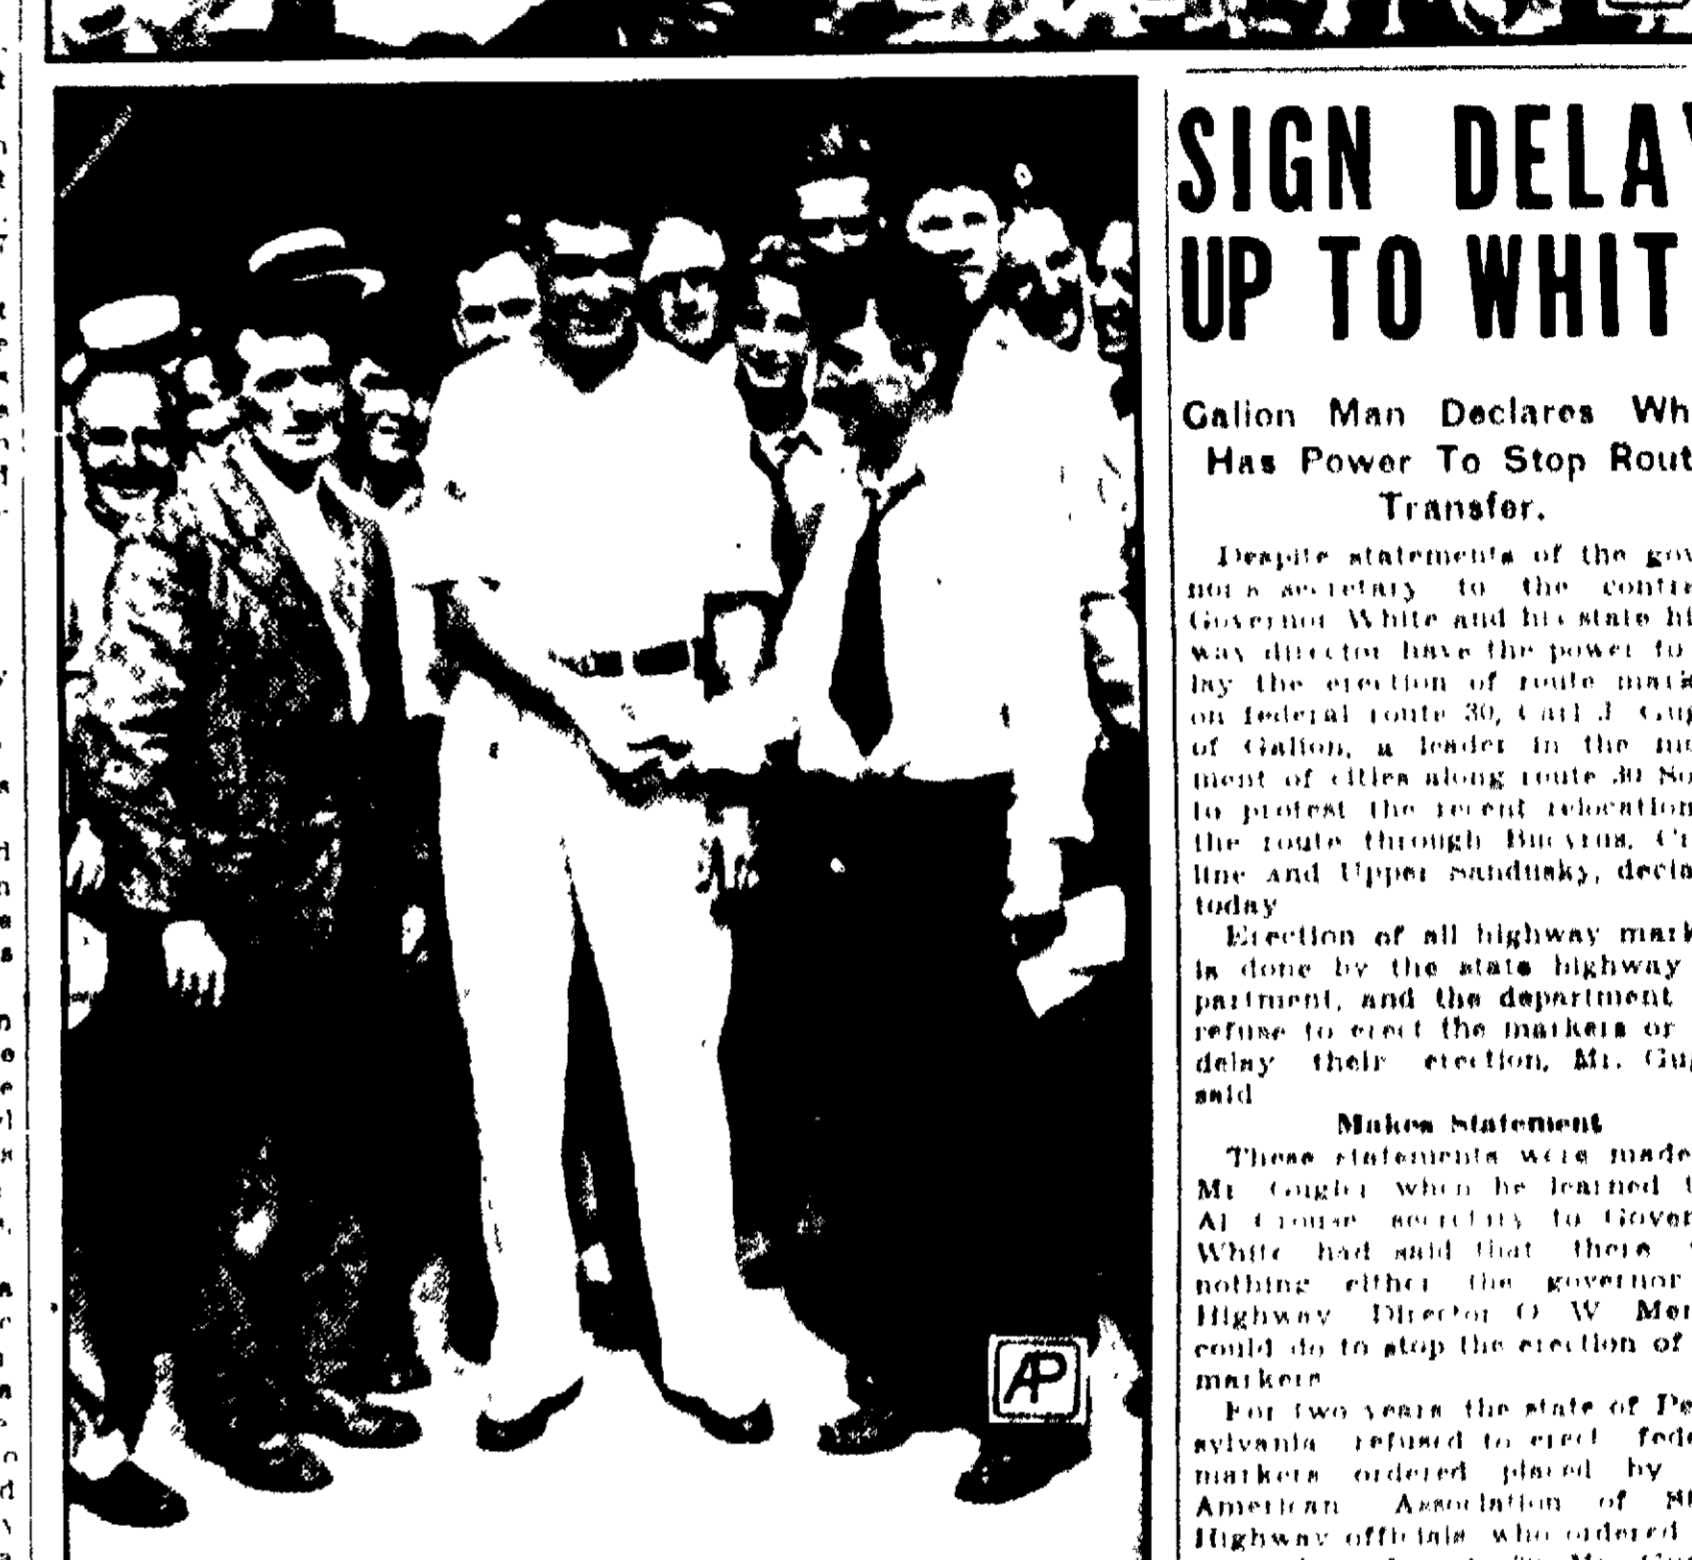 AP
SIGN DELAY
UP TO WHIT
Galion Man Declares Wh
Has Power To Stop Rout
Transfer.
Despite statements of the gov
nor's secretary to the contra
Governor White and his state hi
way director have the power to
lay the erection of route mark
on federal route 30, Carl J. Gug
of Galion, a leader in the mo
ment of cities along route 30 So
to protest the recent relocation
the route through Bucyrus, Cr
line and Upper Sandusky, decla
today
Erection of all highway mark
is done by the state highway
partment, and the department
refuse to erect the markers or
delay their erection, Mr. Gug
said
Makes Statement
These statements were made
Mr Gugler when he learned t
Al Crouse secretary to Gover
White had said that there
nothing either the governor
Highway Director O W Mer
could do to stop the erection of
markers
For two years the state of Pe
sylvania refused to erect fede
markers ordered placed by
American Association of St
Highway officials who ordered